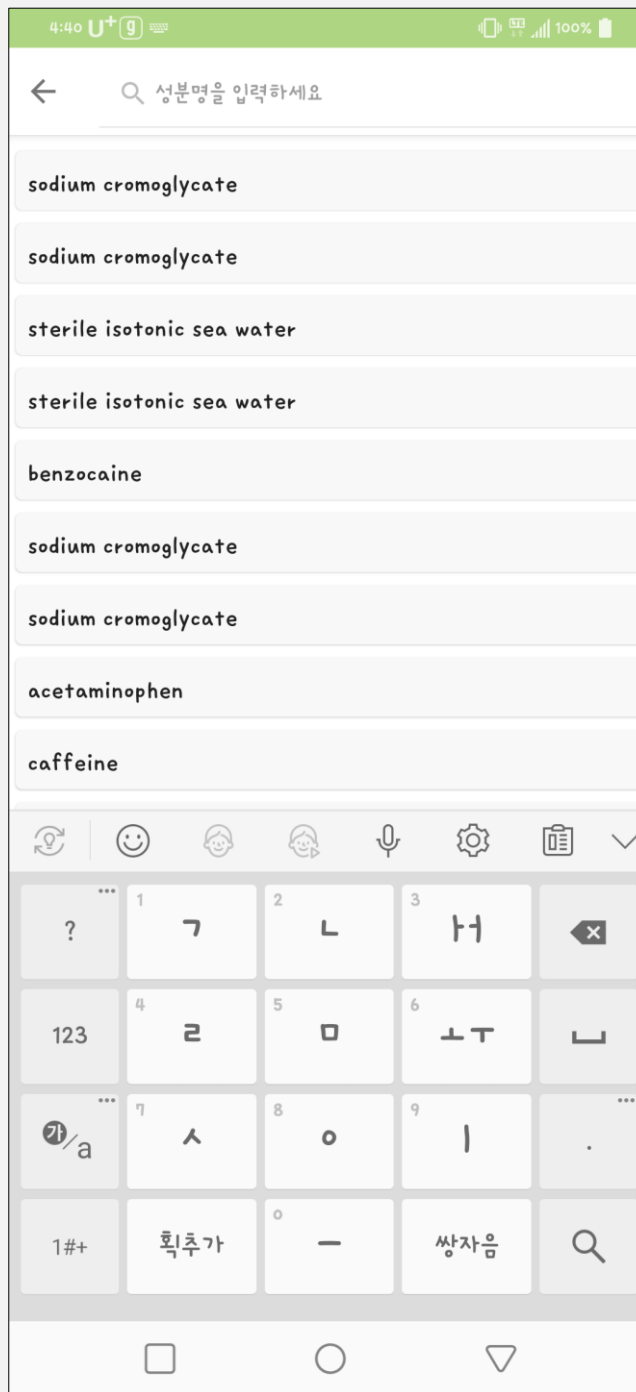 4:40 U+ g
LTE 100%
성분명을 입력하세요
sodium cromoglycate
sodium cromoglycate
sterile isotonic sea water
sterile isotonic sea water
benzocaine
sodium cromoglycate
sodium cromoglycate
acetaminophen
caffeine
? 1 ㄱ 2 ㄴ 3 ㅏㅓ
123 4 ㄹ 5 ㅁ 6 ㅗㅜ
가/a 7 ㅅ 8 ㅇ 9 ㅣ .
1#+ 획추가 0 ㅡ 쌍자음